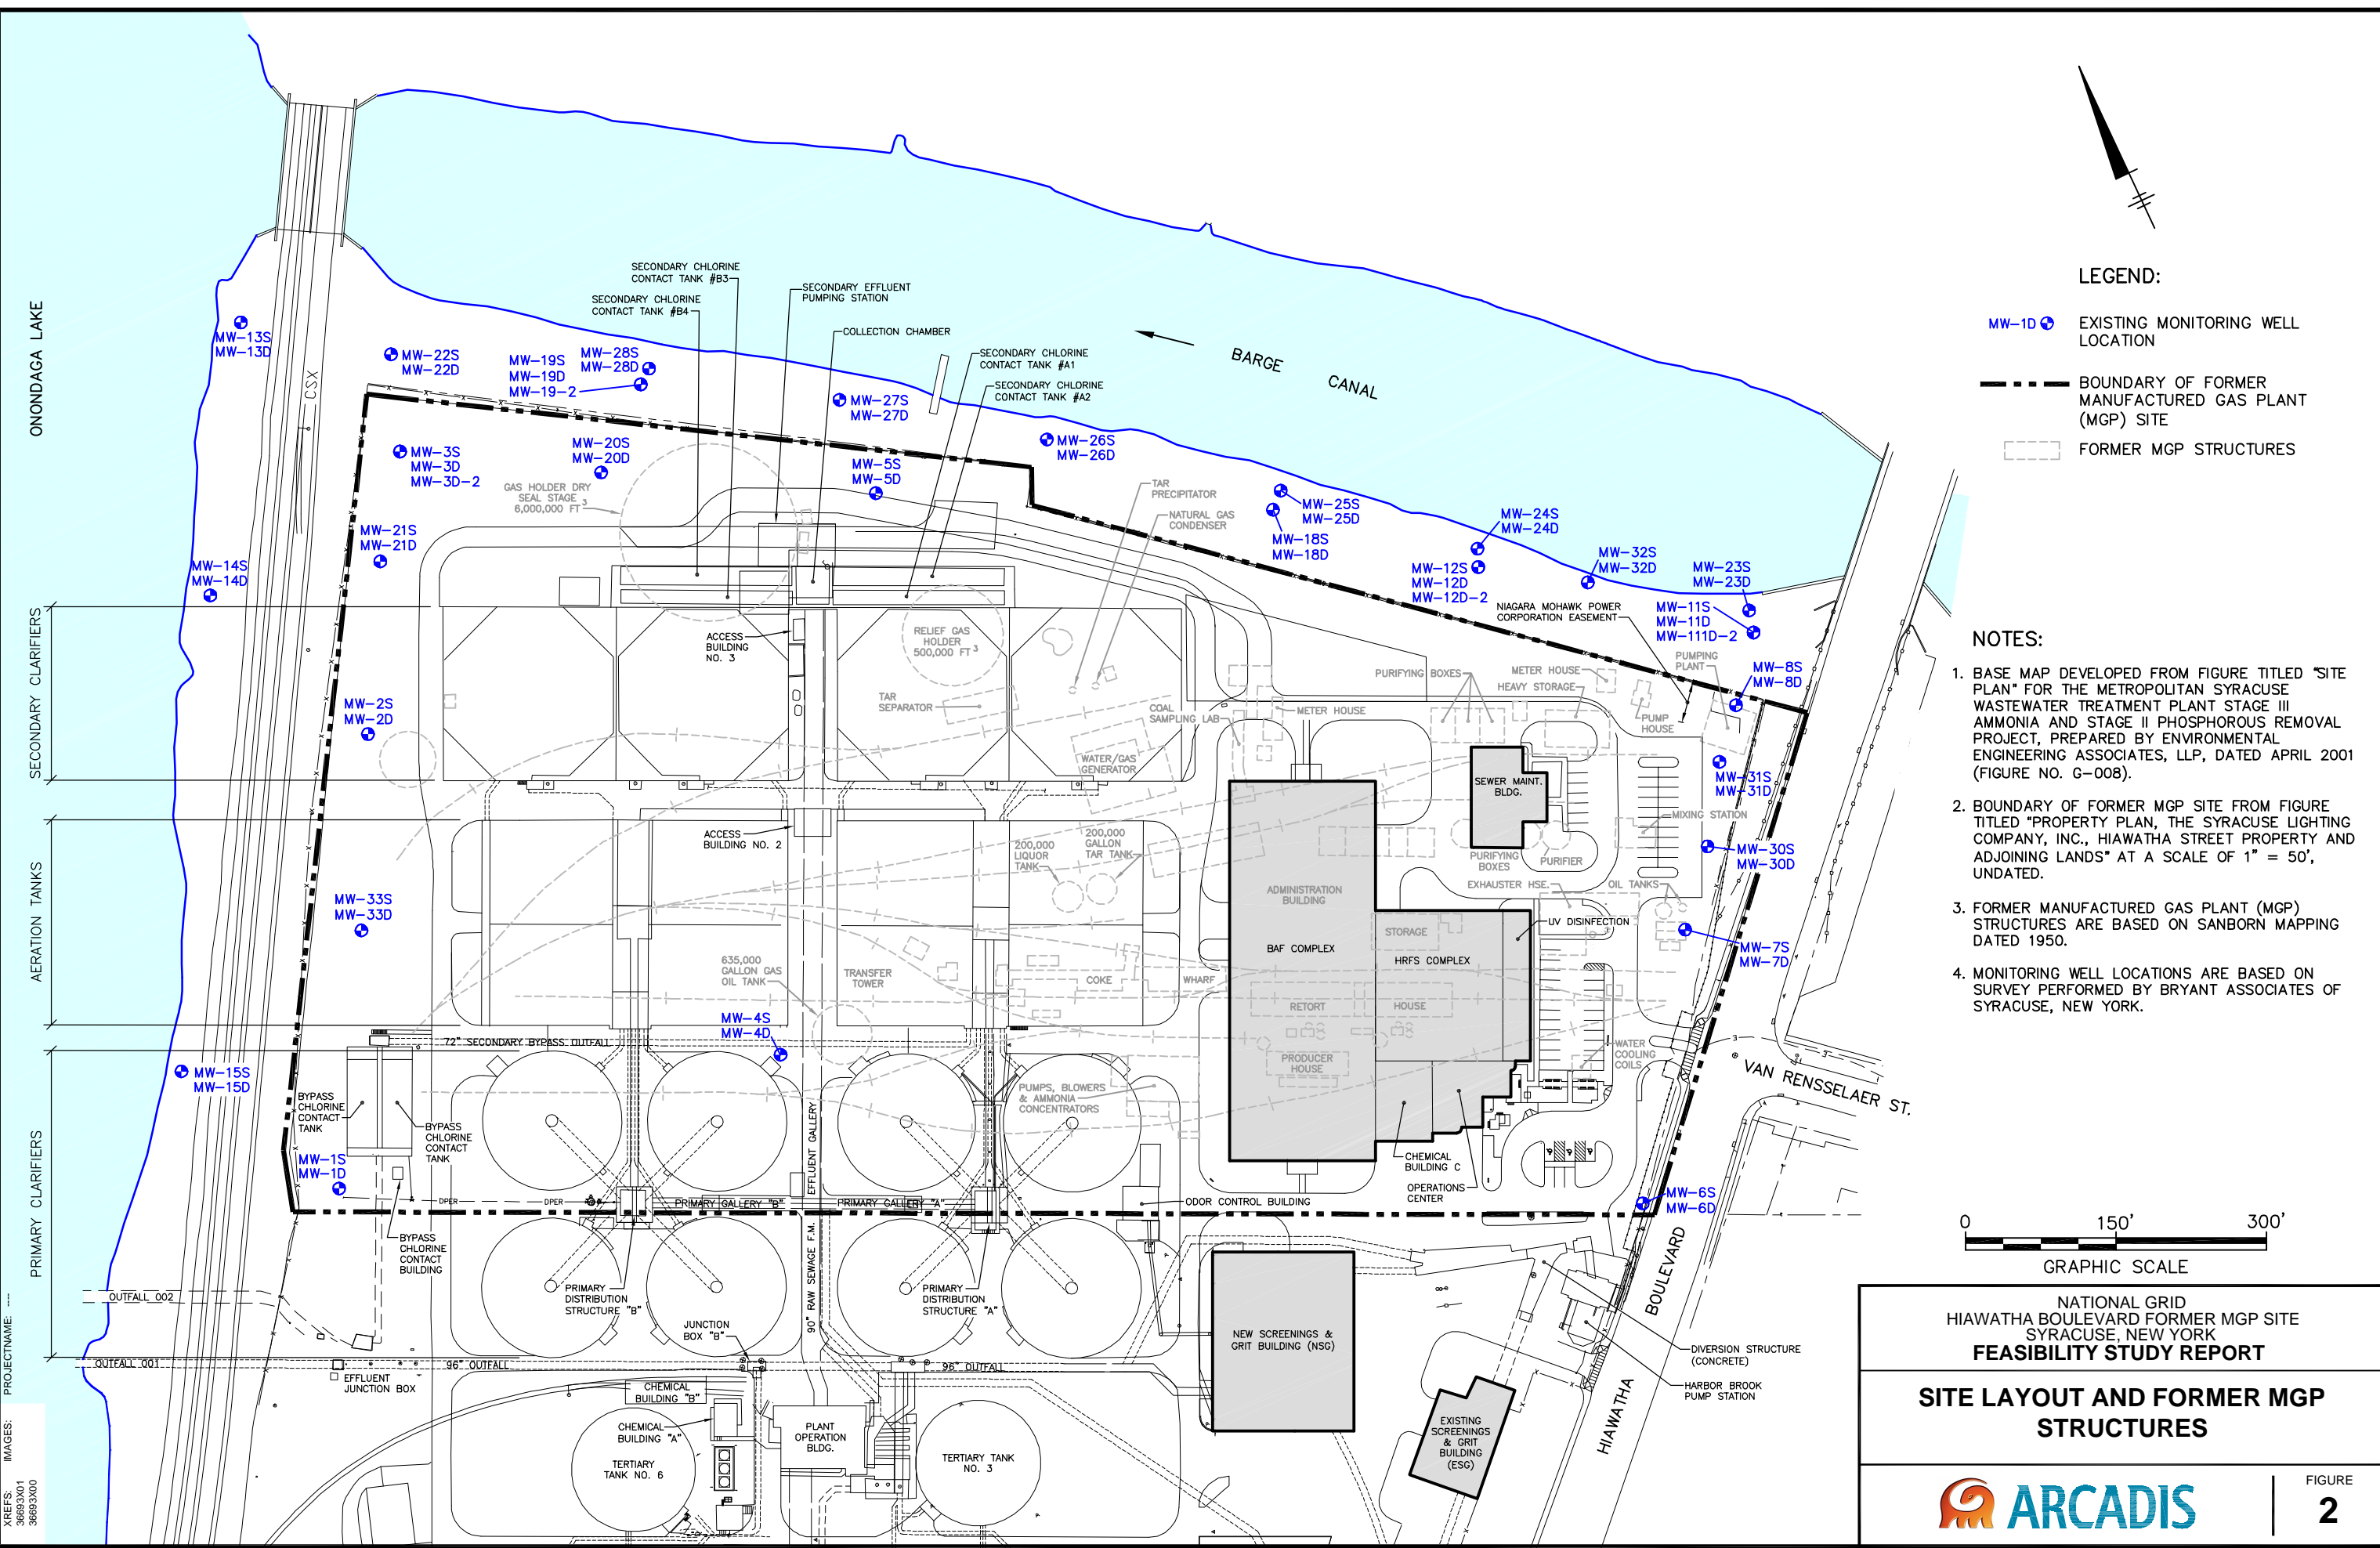 ONONDAGA LAKE
CSX
BARGE
CANAL
SECONDARY CHLORINE
CONTACT TANK #B3
SECONDARY CHLORINE
CONTACT TANK #B4
SECONDARY EFFLUENT
PUMPING STATION
COLLECTION CHAMBER
SECONDARY CHLORINE
CONTACT TANK #A1
SECONDARY CHLORINE
CONTACT TANK #A2
MW-13S
MW-13D
MW-22S
MW-22D
MW-19S
MW-19D
MW-19-2
MW-28S
MW-28D
MW-27S
MW-27D
MW-26S
MW-26D
MW-3S
MW-3D
MW-3D-2
MW-20S
MW-20D
MW-5S
MW-5D
GAS HOLDER DRY
SEAL STAGE
6,000,000 FT3
TAR
PRECIPITATOR
NATURAL GAS
CONDENSER
MW-25S
MW-25D
MW-18S
MW-18D
MW-24S
MW-24D
MW-12S
MW-12D
MW-12D-2
MW-32S
MW-32D
MW-23S
MW-23D
MW-11S
MW-11D
MW-111D-2
NIAGARA MOHAWK POWER
CORPORATION EASEMENT
MW-21S
MW-21D
MW-14S
MW-14D
SECONDARY CLARIFIERS
ACCESS
BUILDING
NO. 3
RELIEF GAS
HOLDER
500,000 FT3
TAR
SEPARATOR
COAL
SAMPLING LAB
METER HOUSE
PURIFYING BOXES
METER HOUSE
HEAVY STORAGE
PUMPING
PLANT
PUMP
HOUSE
MW-8S
MW-8D
MW-2S
MW-2D
WATER/GAS
GENERATOR
SEWER MAINT.
BLDG.
MW-31S
MW-31D
MIXING STATION
AERATION TANKS
ACCESS
BUILDING NO. 2
200,000
LIQUOR
TANK
200,000
GALLON
TAR TANK
PURIFYING
BOXES
PURIFIER
MW-30S
MW-30D
MW-33S
MW-33D
ADMINISTRATION
BUILDING
BAF COMPLEX
EXHAUSTER HSE.
OIL TANKS
UV DISINFECTION
STORAGE
HRFS COMPLEX
MW-7S
MW-7D
635,000
GALLON GAS
OIL TANK
TRANSFER
TOWER
COKE
WHARF
RETORT
HOUSE
MW-4S
MW-4D
72" SECONDARY BYPASS OUTFALL
MW-15S
MW-15D
PRIMARY CLARIFIERS
BYPASS
CHLORINE
CONTACT
TANK
BYPASS
CHLORINE
CONTACT
TANK
PUMPS, BLOWERS
& AMMONIA
CONCENTRATORS
PRODUCER
HOUSE
WATER
COOLING
COILS
VAN RENSSELAER ST.
EFFLUENT GALLERY
CHEMICAL
BUILDING C
OPERATIONS
CENTER
MW-1S
MW-1D
DPER
DPER
PRIMARY GALLERY "B"
PRIMARY GALLERY "A"
ODOR CONTROL BUILDING
MW-6S
MW-6D
BYPASS
CHLORINE
CONTACT
BUILDING
90" RAW SEWAGE F.M.
PRIMARY
DISTRIBUTION
STRUCTURE "B"
PRIMARY
DISTRIBUTION
STRUCTURE "A"
OUTFALL 002
JUNCTION
BOX "B"
OUTFALL 001
96" OUTFALL
96" OUTFALL
EFFLUENT
JUNCTION BOX
NEW SCREENINGS &
GRIT BUILDING (NSG)
DIVERSION STRUCTURE
(CONCRETE)
HARBOR BROOK
PUMP STATION
HIAWATHA
BOULEVARD
CHEMICAL
BUILDING "B"
CHEMICAL
BUILDING "A"
PLANT
OPERATION
BLDG.
TERTIARY
TANK NO. 6
TERTIARY TANK
NO. 3
EXISTING
SCREENINGS
& GRIT
BUILDING
(ESG)
XREFS:
36693X01
36693X00
IMAGES:
PROJECTNAME: ----
LEGEND:
MW-1D
EXISTING MONITORING WELL
LOCATION
BOUNDARY OF FORMER
MANUFACTURED GAS PLANT
(MGP) SITE
FORMER MGP STRUCTURES
NOTES:
1. BASE MAP DEVELOPED FROM FIGURE TITLED "SITE
PLAN" FOR THE METROPOLITAN SYRACUSE
WASTEWATER TREATMENT PLANT STAGE III
AMMONIA AND STAGE II PHOSPHOROUS REMOVAL
PROJECT, PREPARED BY ENVIRONMENTAL
ENGINEERING ASSOCIATES, LLP, DATED APRIL 2001
(FIGURE NO. G-008).
2. BOUNDARY OF FORMER MGP SITE FROM FIGURE
TITLED "PROPERTY PLAN, THE SYRACUSE LIGHTING
COMPANY, INC., HIAWATHA STREET PROPERTY AND
ADJOINING LANDS" AT A SCALE OF 1" = 50',
UNDATED.
3. FORMER MANUFACTURED GAS PLANT (MGP)
STRUCTURES ARE BASED ON SANBORN MAPPING
DATED 1950.
4. MONITORING WELL LOCATIONS ARE BASED ON
SURVEY PERFORMED BY BRYANT ASSOCIATES OF
SYRACUSE, NEW YORK.
0 150' 300'
GRAPHIC SCALE
NATIONAL GRID
HIAWATHA BOULEVARD FORMER MGP SITE
SYRACUSE, NEW YORK
FEASIBILITY STUDY REPORT
SITE LAYOUT AND FORMER MGP
STRUCTURES
ARCADIS
FIGURE
2